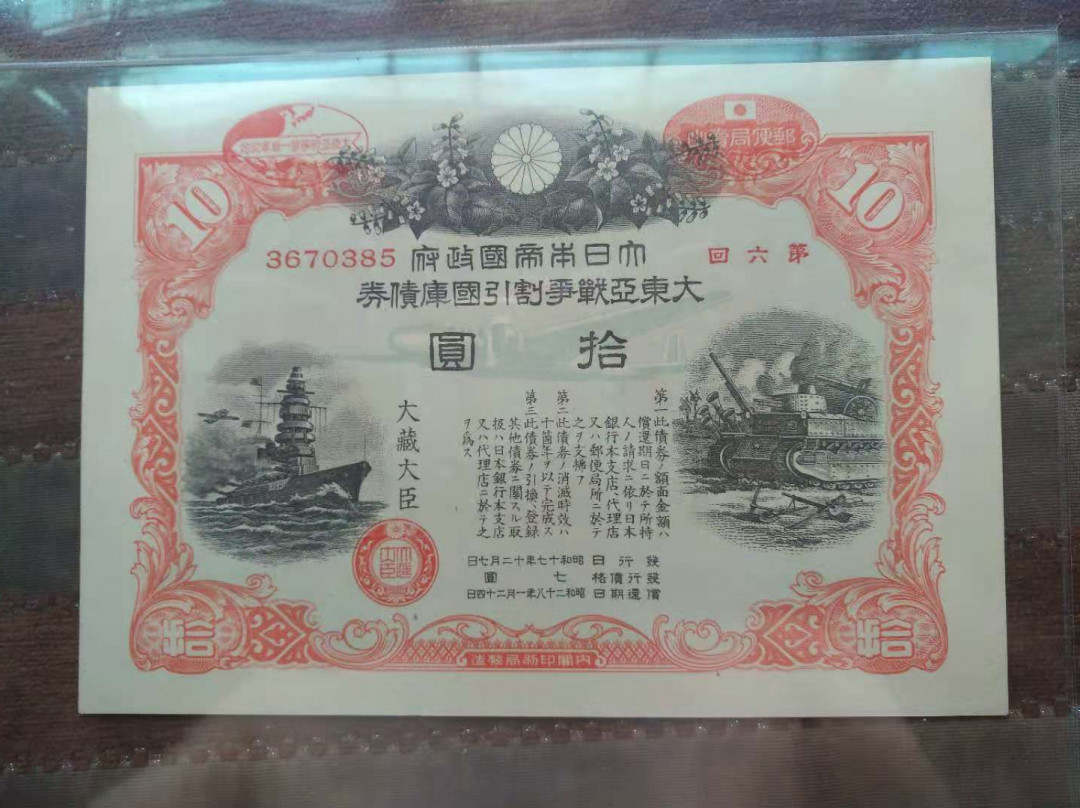 郵便局
10
10
第六回
大日本帝國政府
3670385
大東亞戰爭割引國庫債券
拾圓
第一此債券ノ額面金額ハ
償還期日ニ於テ所持
人ノ請求ニ依リ日本
銀行本支店、代理店
又ハ郵便局所ニ於テ
之ヲ支拂フ
第二此債券ノ消滅時效ハ
十箇年ヲ以テ完成ス
第三此債券ノ引換、登錄
其他債券ニ關スル取
扱ハ日本銀行本支店
又ハ代理店ニ於テ之
ヲ爲ス
大藏大臣
發行日 昭和十七年十二月七日
發行價格 七圓
償還期日 昭和二十八年一月二十四日
拾
拾
內閣印刷局製造